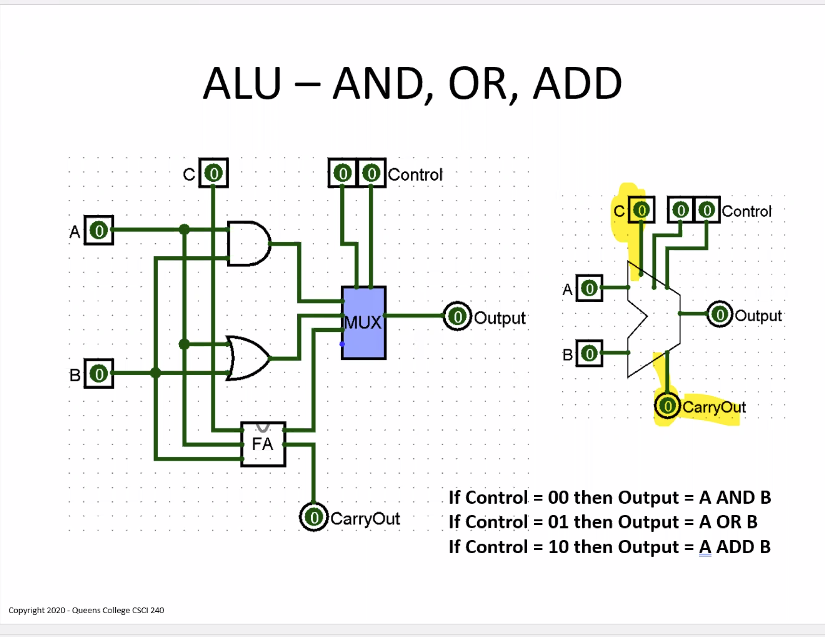 ALU – AND, OR, ADD
C 0
0 0 Control
A 0
MUX
0 Output
B 0
FA
0 CarryOut
C 0
0 0 Control
A 0
0 Output
B 0
0 CarryOut
If Control = 00 then Output = A AND B
If Control = 01 then Output = A OR B
If Control = 10 then Output = A ADD B
Copyright 2020 - Queens College CSCI 240